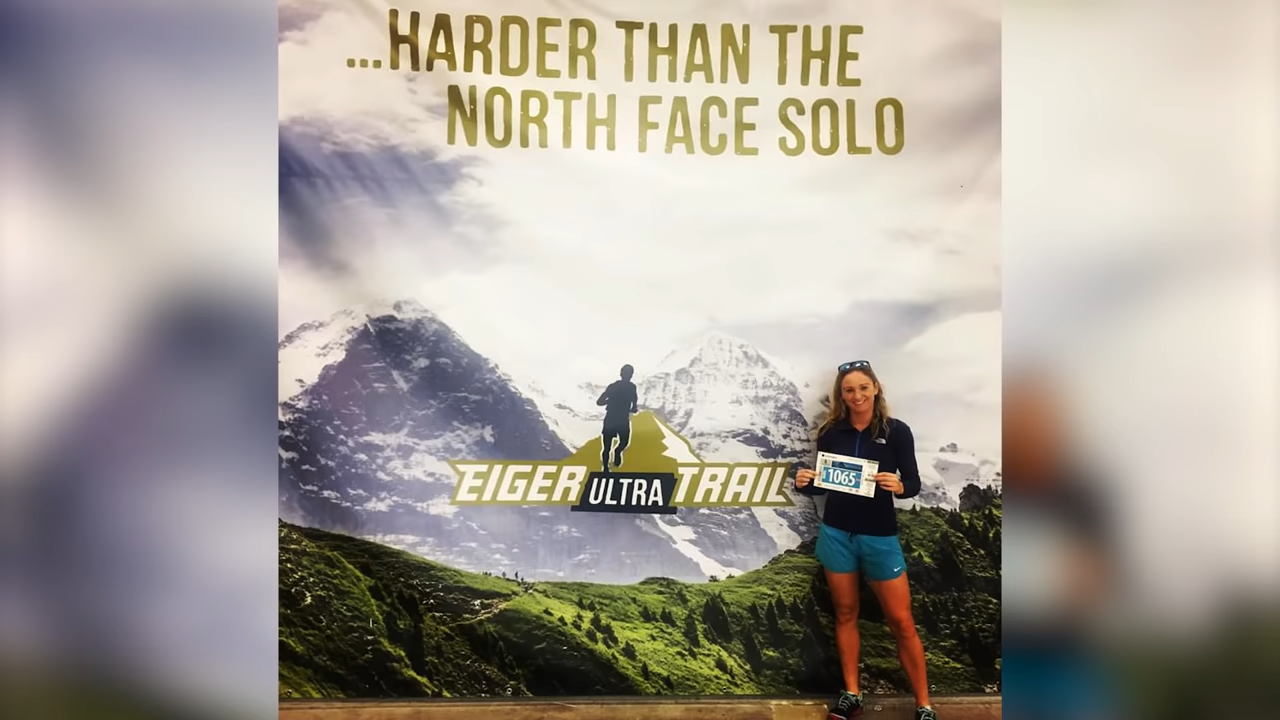 ...HARDER THAN THE
NORTH FACE SOLO
EIGER ULTRA TRAIL
1065